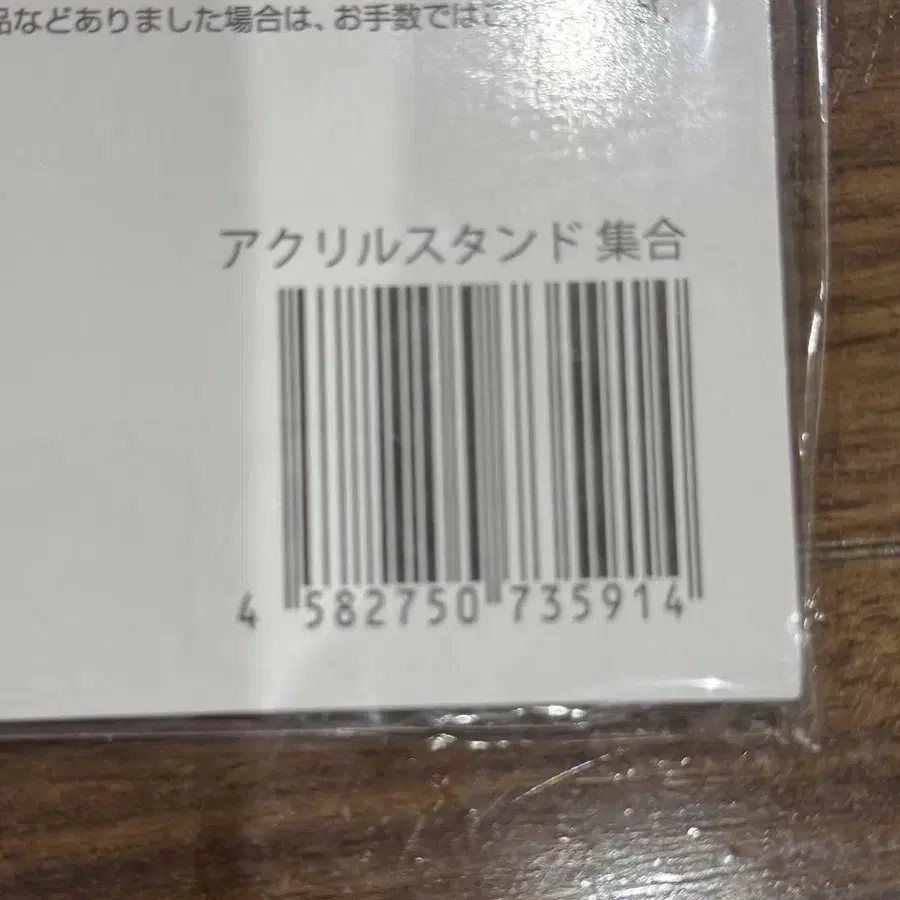 品などありました場合は、お手数ではご
アクリルスタンド 集合
4 582750 735914